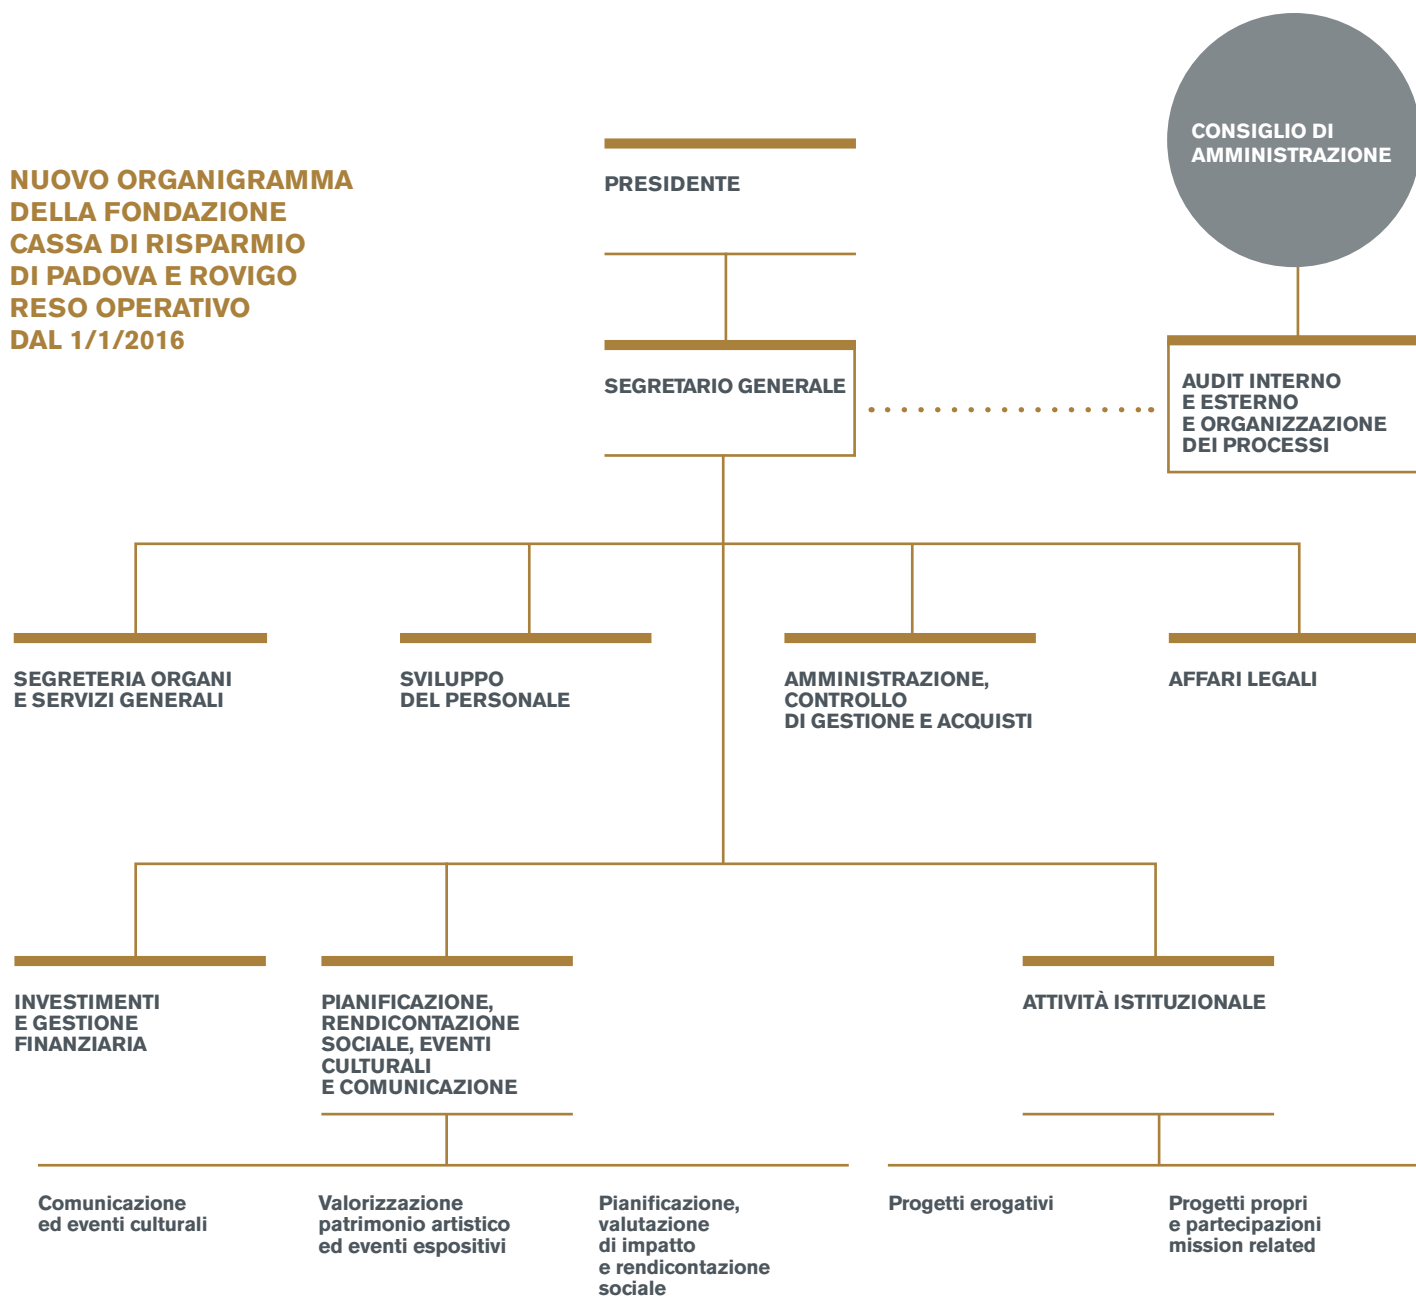 NUOVO ORGANIGRAMMA
DELLA FONDAZIONE
CASSA DI RISPARMIO
DI PADOVA E ROVIGO
RESO OPERATIVO
DAL 1/1/2016
PRESIDENTE
CONSIGLIO DI
AMMINISTRAZIONE
SEGRETARIO GENERALE
AUDIT INTERNO
E ESTERNO
E ORGANIZZAZIONE
DEI PROCESSI
SEGRETERIA ORGANI
E SERVIZI GENERALI
SVILUPPO
DEL PERSONALE
AMMINISTRAZIONE,
CONTROLLO
DI GESTIONE E ACQUISTI
AFFARI LEGALI
INVESTIMENTI
E GESTIONE
FINANZIARIA
PIANIFICAZIONE,
RENDICONTAZIONE
SOCIALE, EVENTI
CULTURALI
E COMUNICAZIONE
ATTIVITÀ ISTITUZIONALE
Comunicazione
ed eventi culturali
Valorizzazione
patrimonio artistico
ed eventi espositivi
Pianificazione,
valutazione
di impatto
e rendicontazione
sociale
Progetti erogativi
Progetti propri
e partecipazioni
mission related